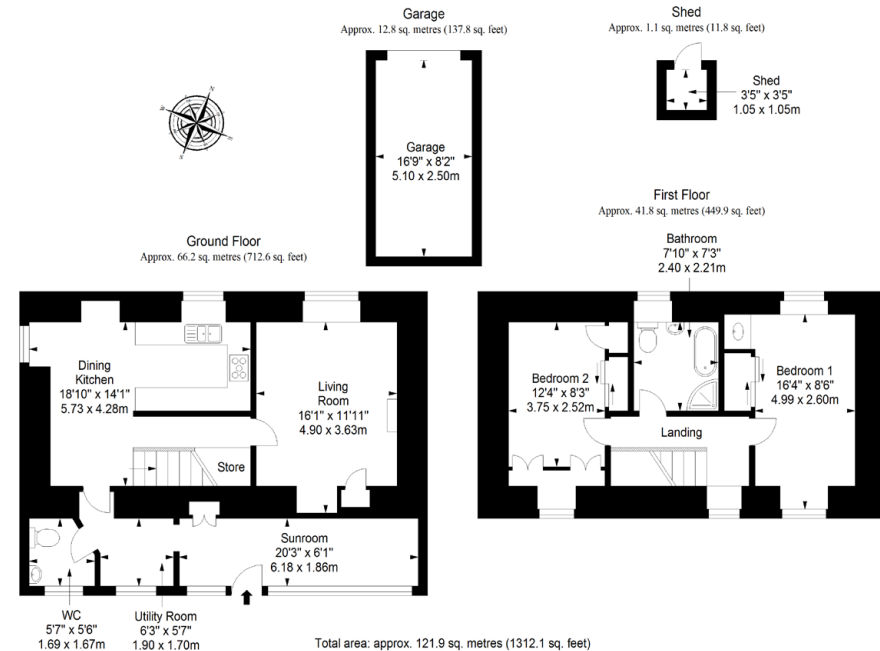 Garage
Approx. 12.8 sq. metres (137.8 sq. feet)
Shed
Approx. 1.1 sq. metres (11.8 sq. feet)
Shed
3'5" x 3'5"
1.05 x 1.05m
N
W
E
S
Garage
16'9" x 8'2"
5.10 x 2.50m
First Floor
Approx. 41.8 sq. metres (449.9 sq. feet)
Ground Floor
Approx. 66.2 sq. metres (712.6 sq. feet)
Bathroom
7'10" x 7'3"
2.40 x 2.21m
Dining
Kitchen
18'10" x 14'1"
5.73 x 4.28m
Living
Room
16'1" x 11'11"
4.90 x 3.63m
Store
Bedroom 2
12'4" x 8'3"
3.75 x 2.52m
Bedroom 1
16'4" x 8'6"
4.99 x 2.60m
Landing
Sunroom
20'3" x 6'1"
6.18 x 1.86m
WC
5'7" x 5'6"
1.69 x 1.67m
Utility Room
6'3" x 5'7"
1.90 x 1.70m
Total area: approx. 121.9 sq. metres (1312.1 sq. feet)